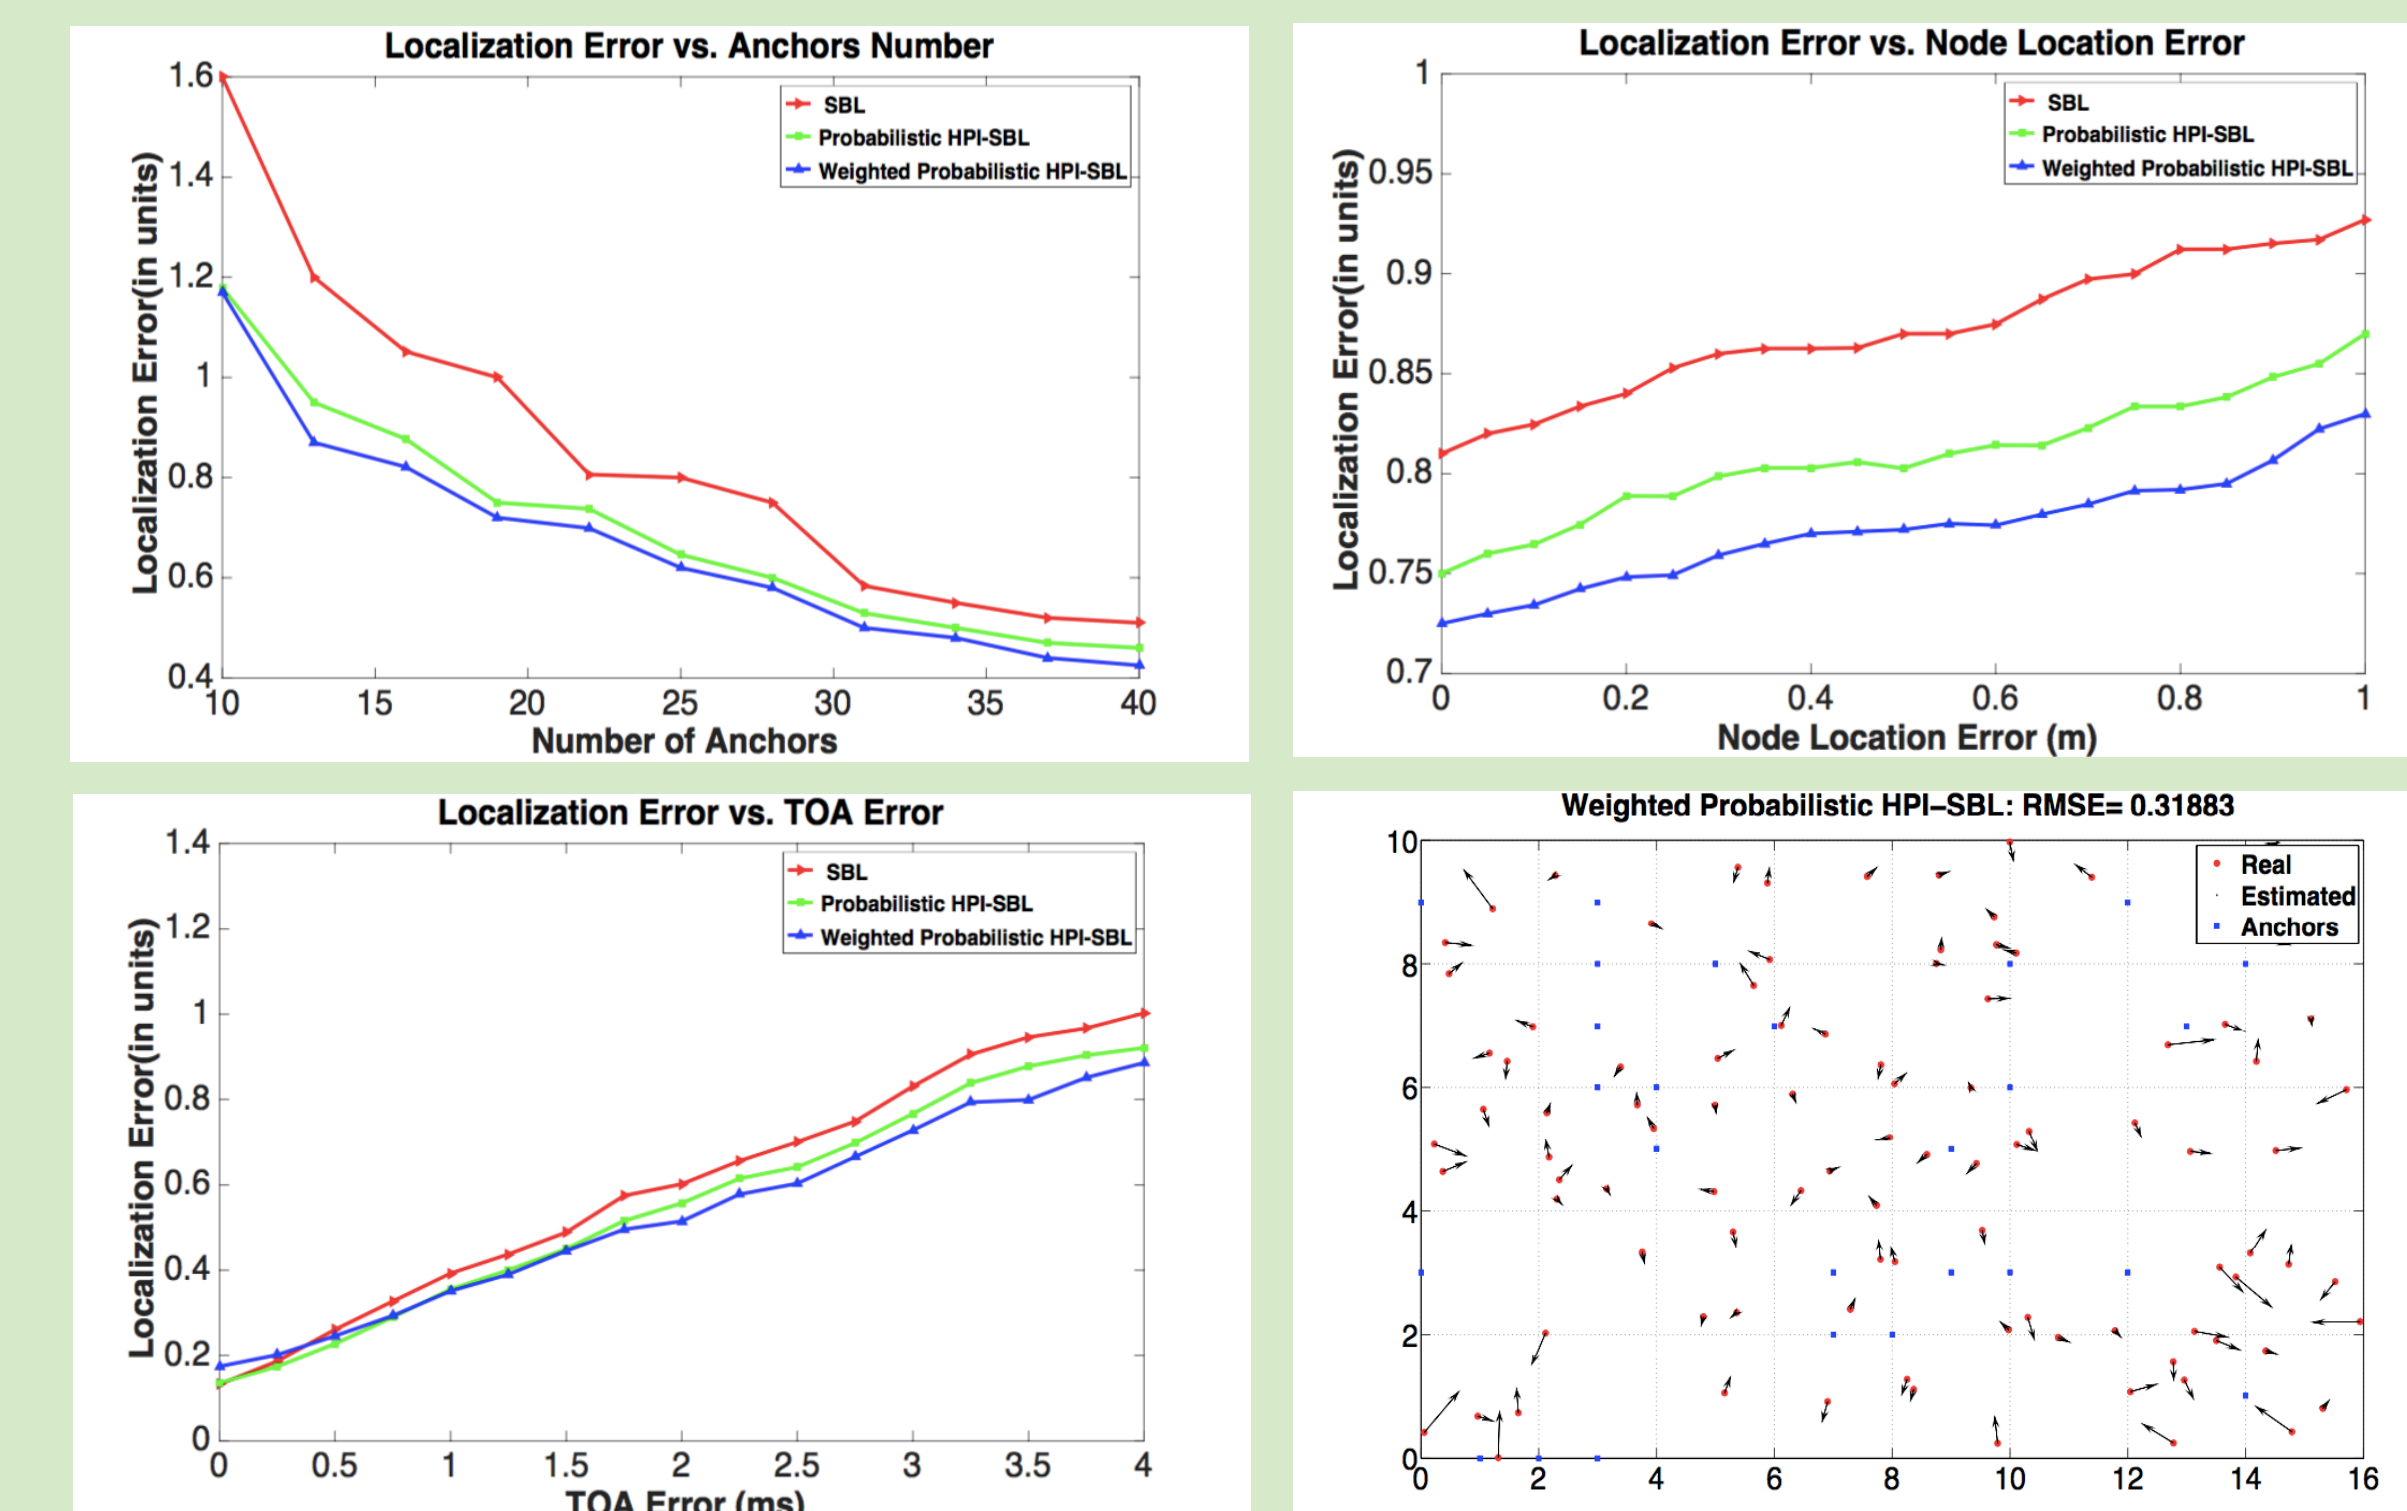 Localization Error vs. Anchors Number
1.6
1.4
1.2
1
0.8
0.6
0.4
Localization Error(in units)
SBL
Probabilistic HPI-SBL
Weighted Probabilistic HPI-SBL
10 15 20 25 30 35 40
Number of Anchors
Localization Error vs. Node Location Error
1
0.95
0.9
0.85
0.8
0.75
0.7
Localization Error(in units)
SBL
Probabilistic HPI-SBL
Weighted Probabilistic HPI-SBL
0 0.2 0.4 0.6 0.8 1
Node Location Error (m)
Localization Error vs. TOA Error
1.4
1.2
1
0.8
0.6
0.4
0.2
0
Localization Error(in units)
SBL
Probabilistic HPI-SBL
Weighted Probabilistic HPI-SBL
0 0.5 1 1.5 2 2.5 3 3.5 4
TOA Error (ms)
Weighted Probabilistic HPI–SBL: RMSE= 0.31883
10
8
6
4
2
0
Real
Estimated
Anchors
0 2 4 6 8 10 12 14 16